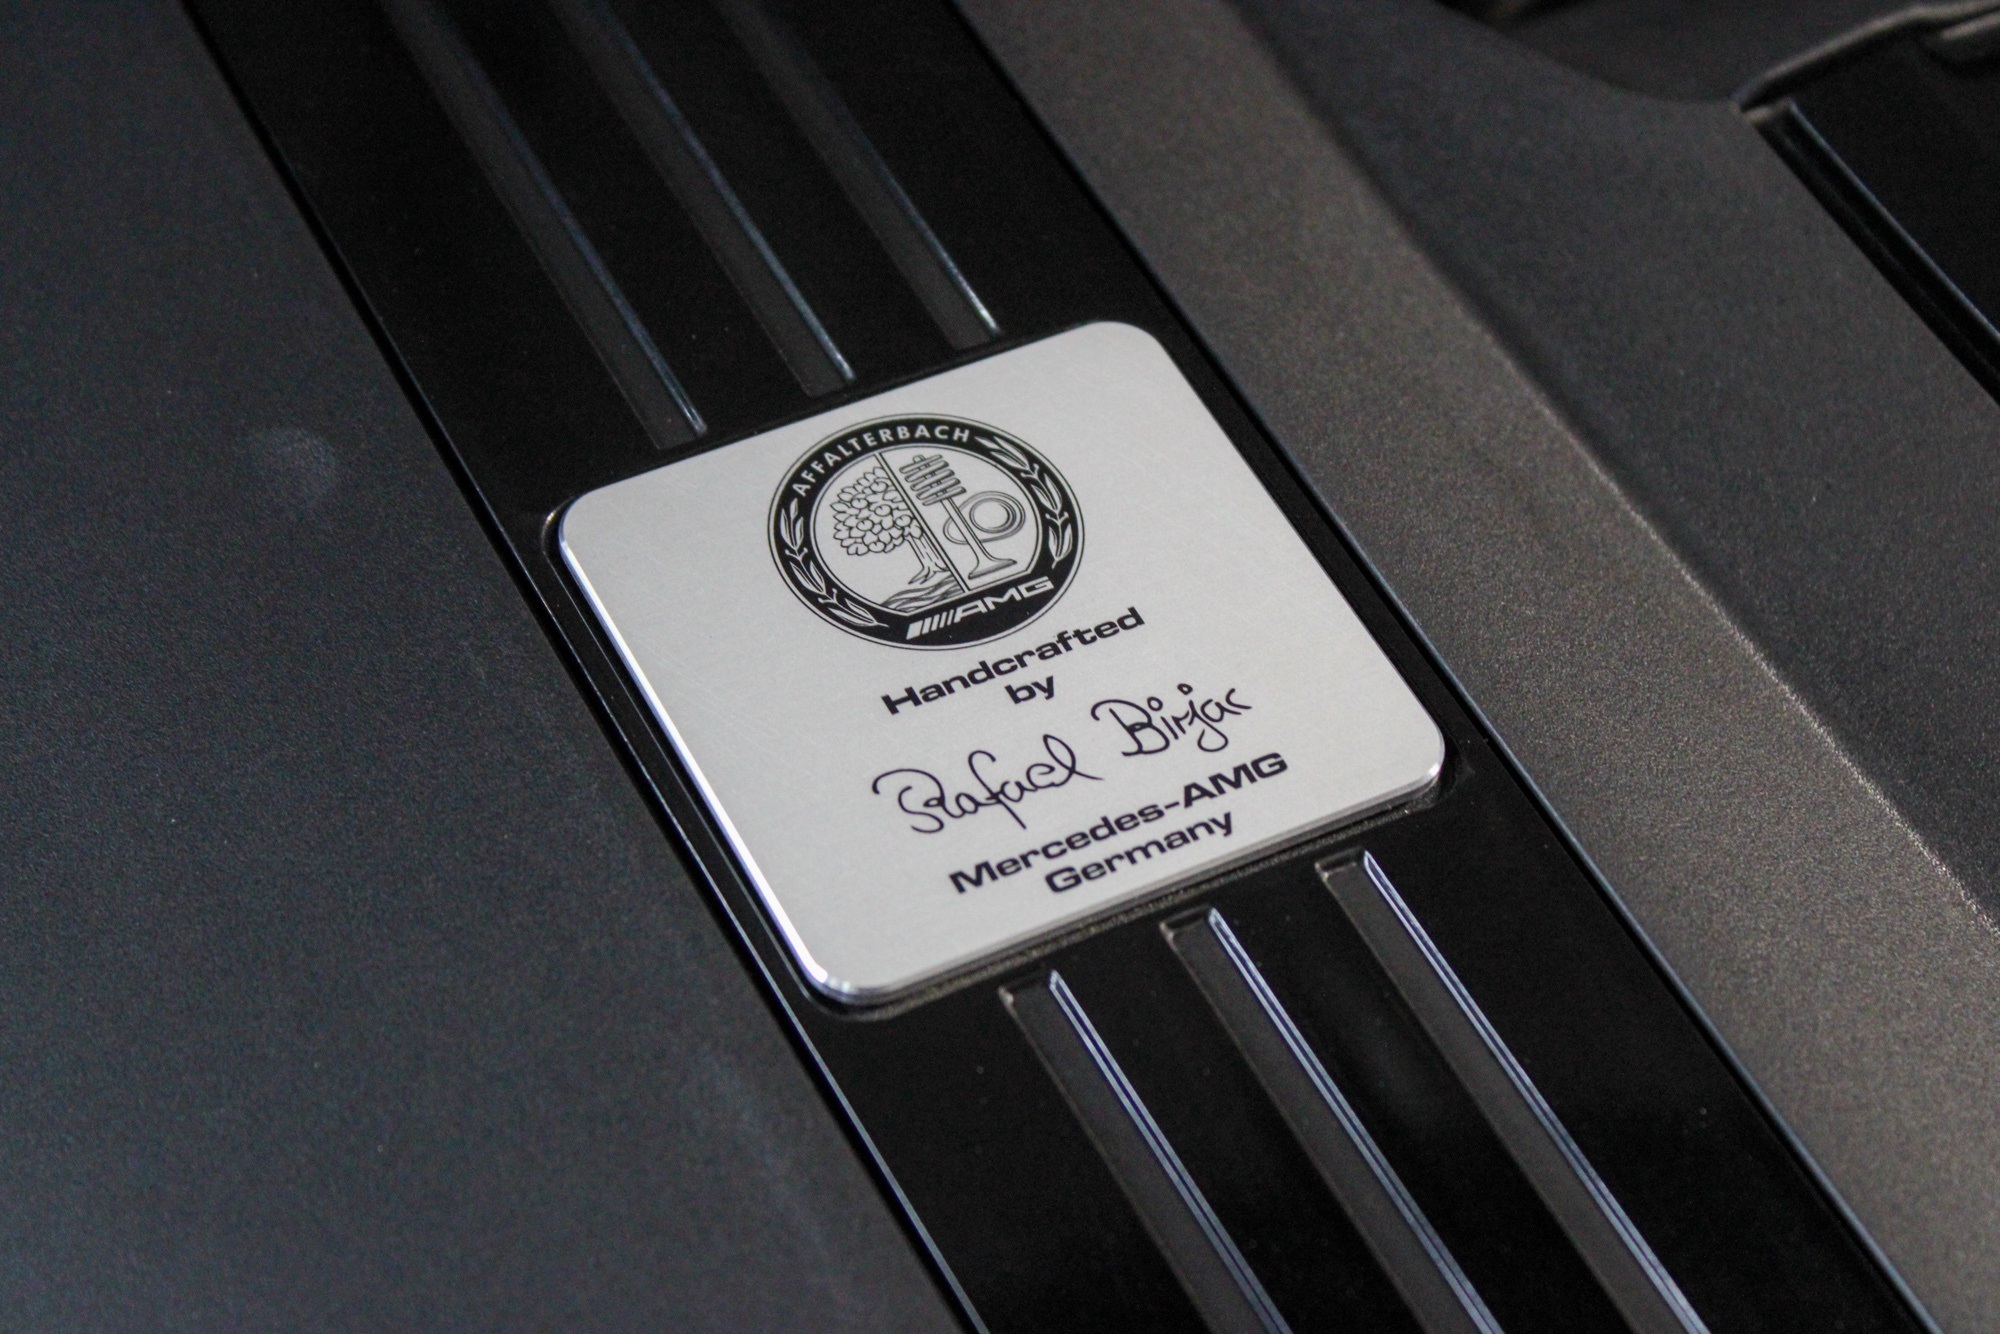 AFFALTERBACH
AMG
Handcrafted
by
Rafael Birjac
Mercedes-AMG
Germany